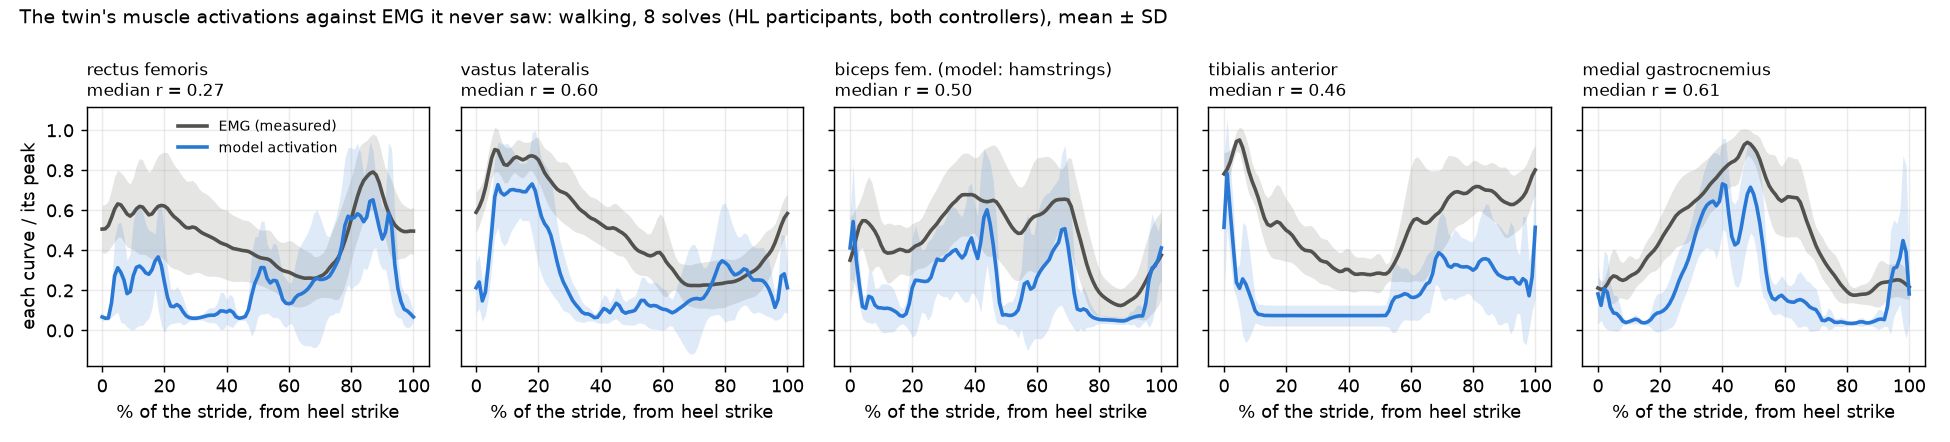 The twin's muscle activations against EMG it never saw: walking, 8 solves (HL participants, both controllers), mean ± SD
rectus femoris
median r = 0.27
vastus lateralis
median r = 0.60
biceps fem. (model: hamstrings)
median r = 0.50
tibialis anterior
median r = 0.46
medial gastrocnemius
median r = 0.61
EMG (measured)
model activation
each curve / its peak
1.0
0.8
0.6
0.4
0.2
0.0
0 20 40 60 80 100
0 20 40 60 80 100
0 20 40 60 80 100
0 20 40 60 80 100
0 20 40 60 80 100
% of the stride, from heel strike
% of the stride, from heel strike
% of the stride, from heel strike
% of the stride, from heel strike
% of the stride, from heel strike